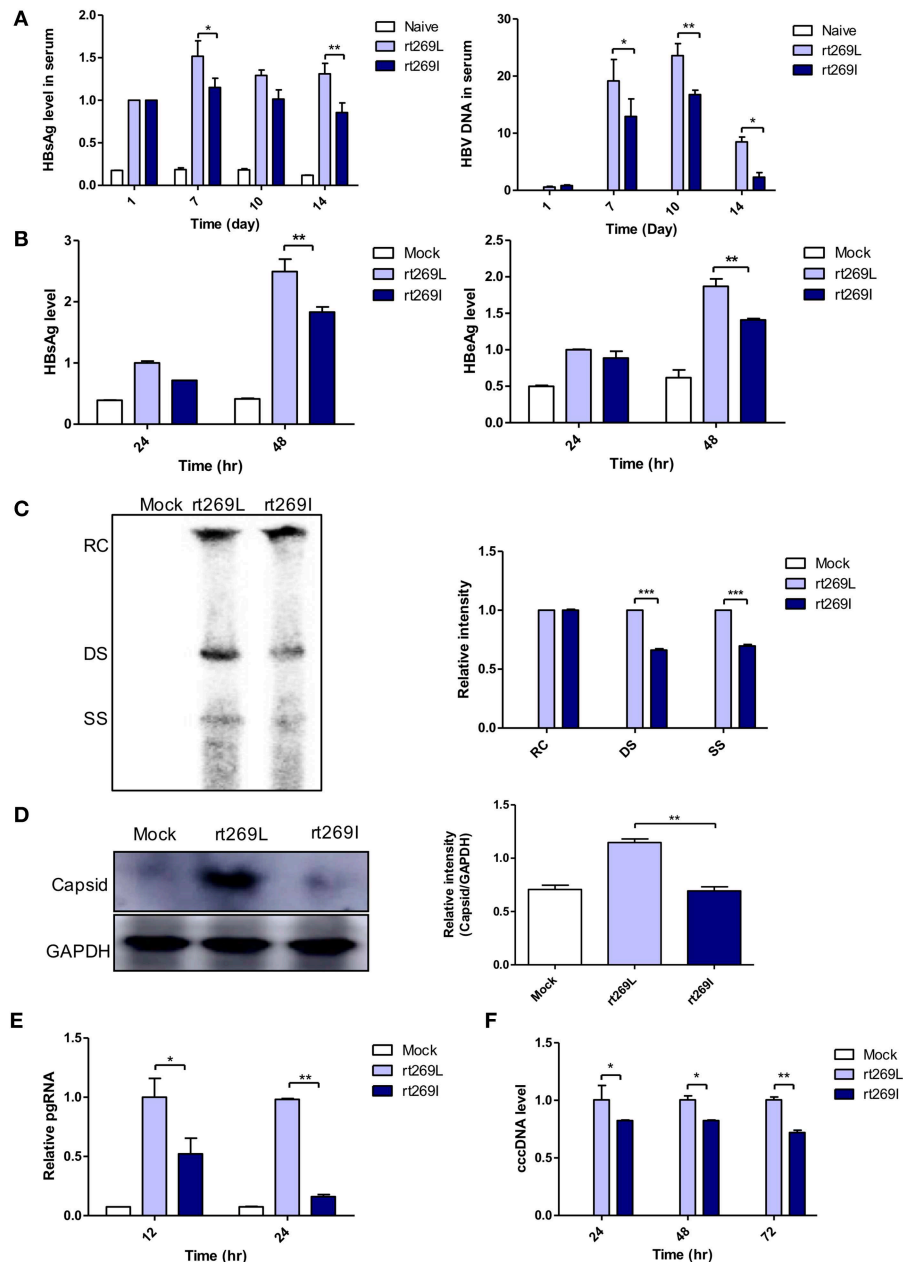 A
HBsAg level in serum
2.0
1.5
1.0
0.5
0.0
1
7
10
14
Time (day)
*
**
Naive
rt269L
rt269I
HBV DNA in serum
30
20
10
0
1
7
10
14
Time (Day)
*
**
*
Naive
rt269L
rt269I
B
HBsAg level
3
2
1
0
24
48
Time (hr)
**
Mock
rt269L
rt269I
HBeAg level
2.5
2.0
1.5
1.0
0.5
0.0
24
48
Time (hr)
**
Mock
rt269L
rt269I
C
Mock rt269L rt269I
RC
DS
SS
Relative intensity
1.5
1.0
0.5
0.0
RC
DS
SS
***
***
Mock
rt269L
rt269I
D
Mock rt269L rt269I
Capsid
GAPDH
Relative intensity
(Capsid/GAPDH)
1.5
1.0
0.5
0.0
Mock
rt269L
rt269I
**
E
Relative pgRNA
1.5
1.0
0.5
0.0
12
24
Time (hr)
*
**
Mock
rt269L
rt269I
F
cccDNA level
1.5
1.0
0.5
0.0
24
48
72
Time (hr)
*
*
**
Mock
rt269L
rt269I